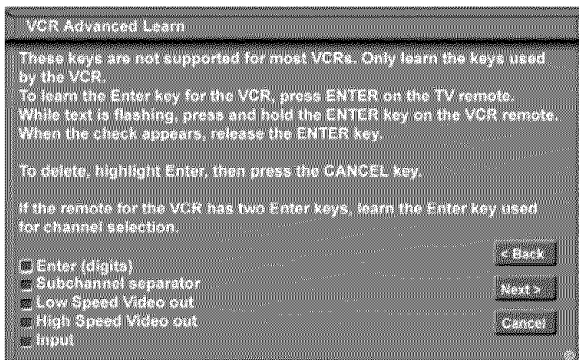 VCR Advanced Learn
These keys are not supported for most VCRs. Only learn the keys used
by the VCR.
To learn the Enter key for the VCR, press ENTER on the TV remote.
While text is flashing, press and hold the ENTER key on the VCR remote.
When the check appears, release the ENTER key.
To delete, highlight Enter, then press the CANCEL key.
If the remote for the VCR has two Enter keys, learn the Enter key used
for channel selection.
Enter (digits)
Subchannel separator
Low Speed Video out
High Speed Video out
Input
< Back
Next >
Cancel